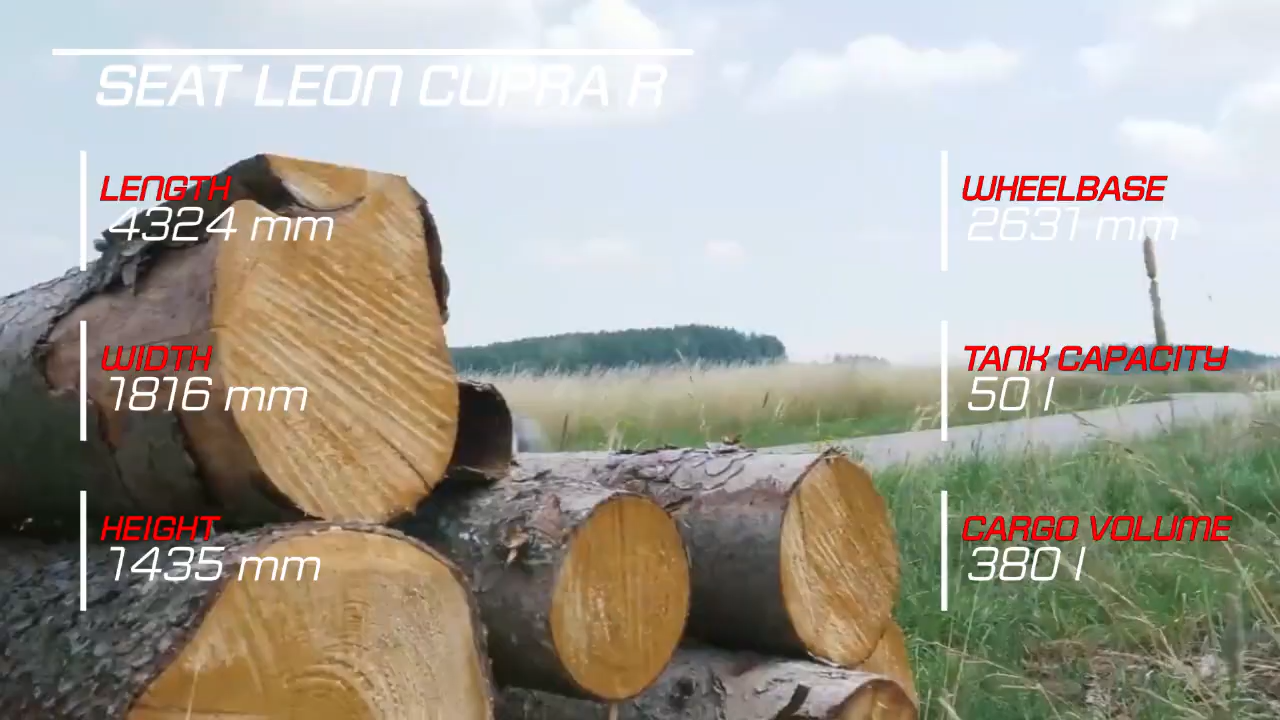 SEAT LEON CUPRA R
LENGTH
4324 mm
WIDTH
1816 mm
HEIGHT
1435 mm
WHEELBASE
2631 mm
TANK CAPACITY
50 l
CARGO VOLUME
380 l